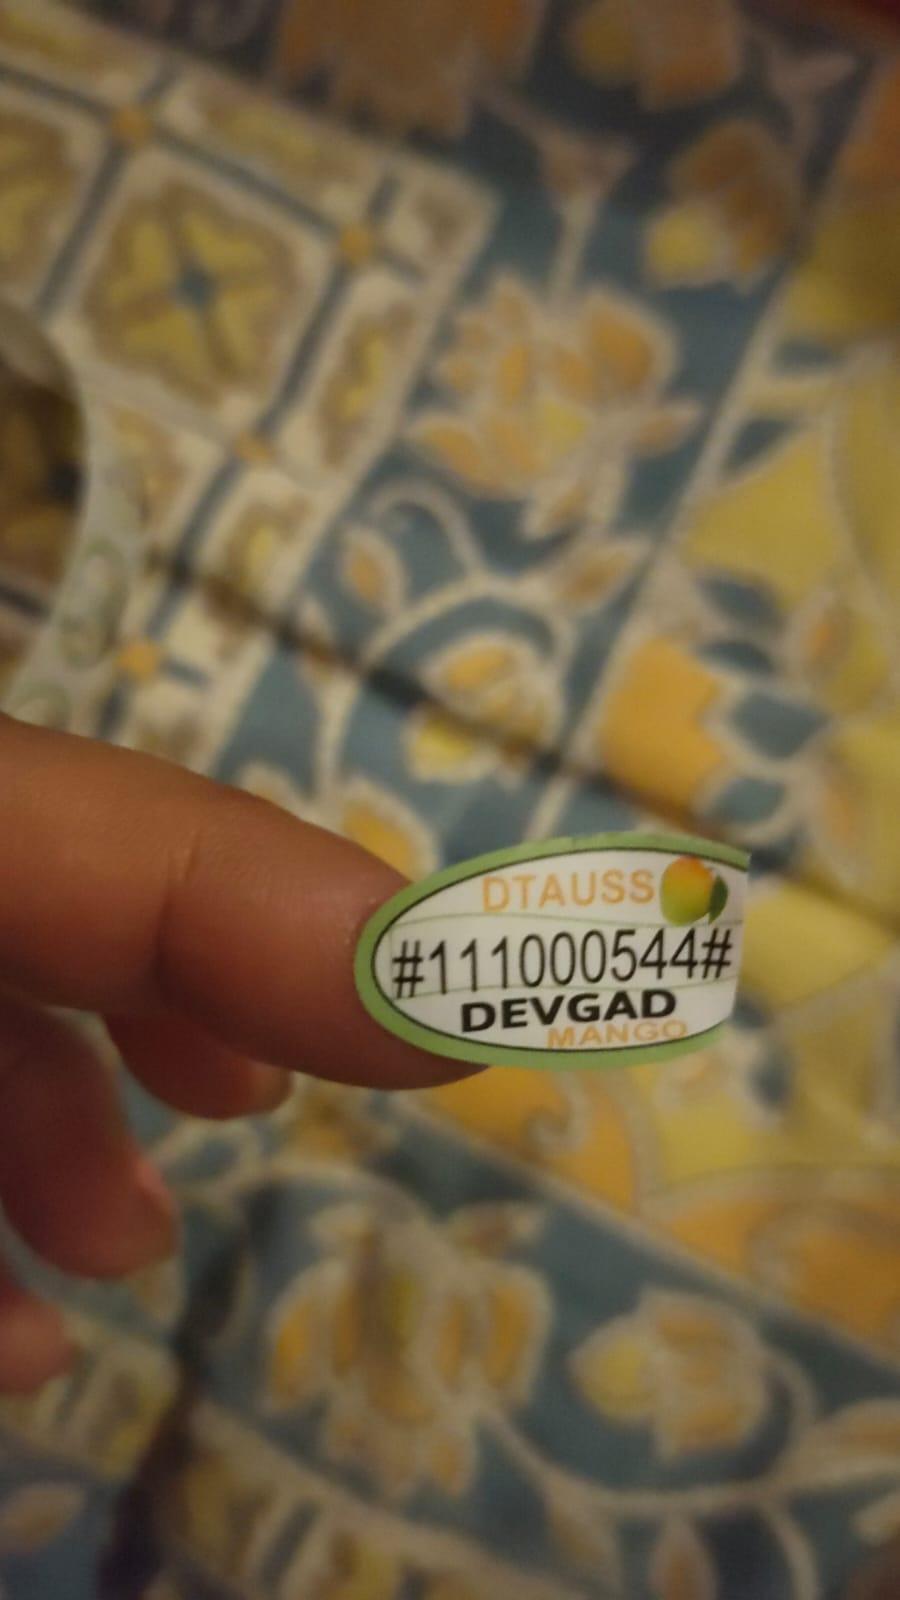 DTAUSS
#111000544#
DEVGAD
MANGO